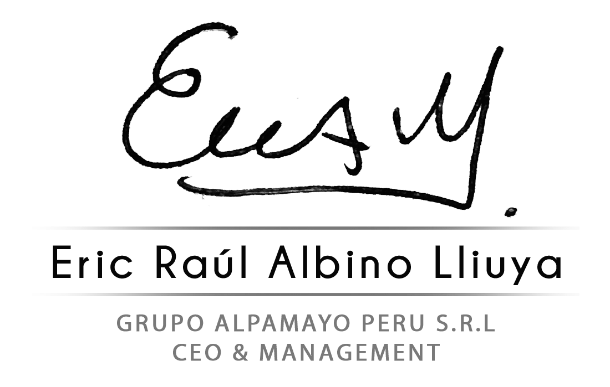 Eric Raúl Albino Lliuya
GRUPO ALPAMAYO PERU S.R.L
CEO & MANAGEMENT